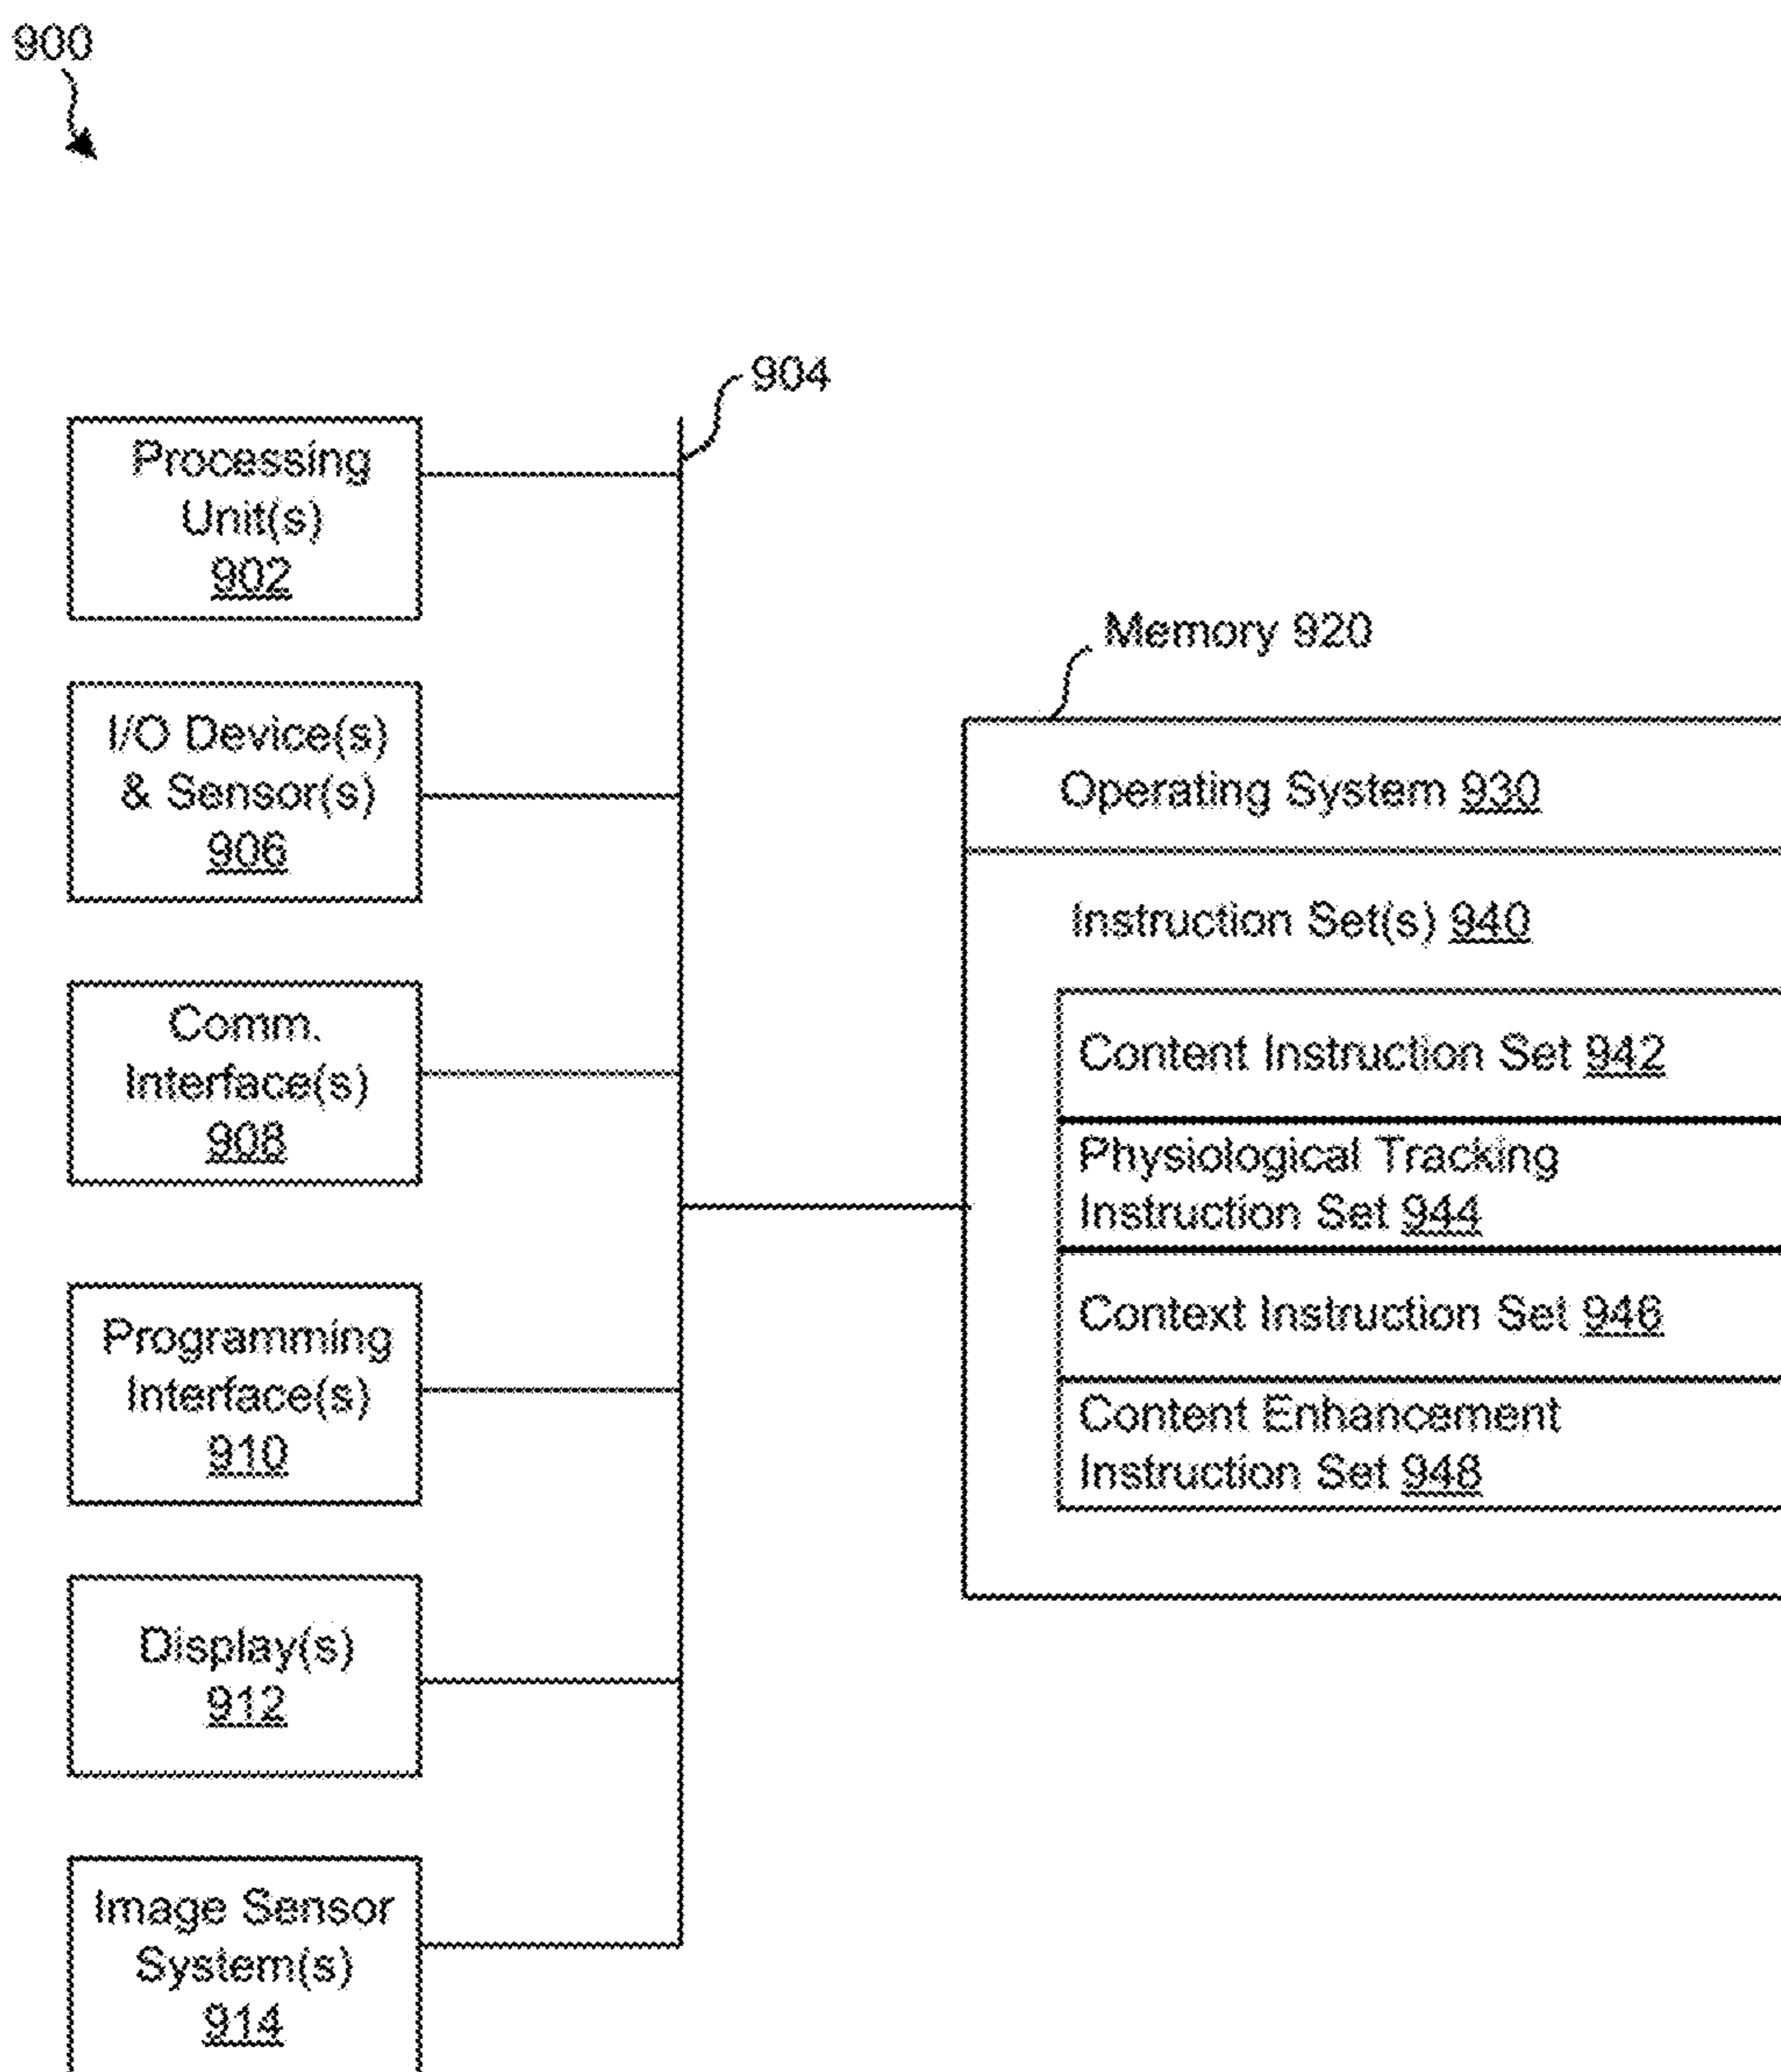 900
904
Processing
Unit(s)
902
I/O Device(s)
& Sensor(s)
906
Comm.
Interface(s)
908
Programming
Interface(s)
910
Display(s)
912
Image Sensor
System(s)
914
Memory 920
Operating System 930
Instruction Set(s) 940
Content Instruction Set 942
Physiological Tracking
Instruction Set 944
Context Instruction Set 946
Content Enhancement
Instruction Set 948